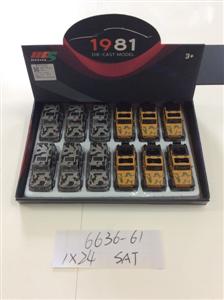 1981
DIE-CAST MODEL
3+
6636-61
1X24 SAT